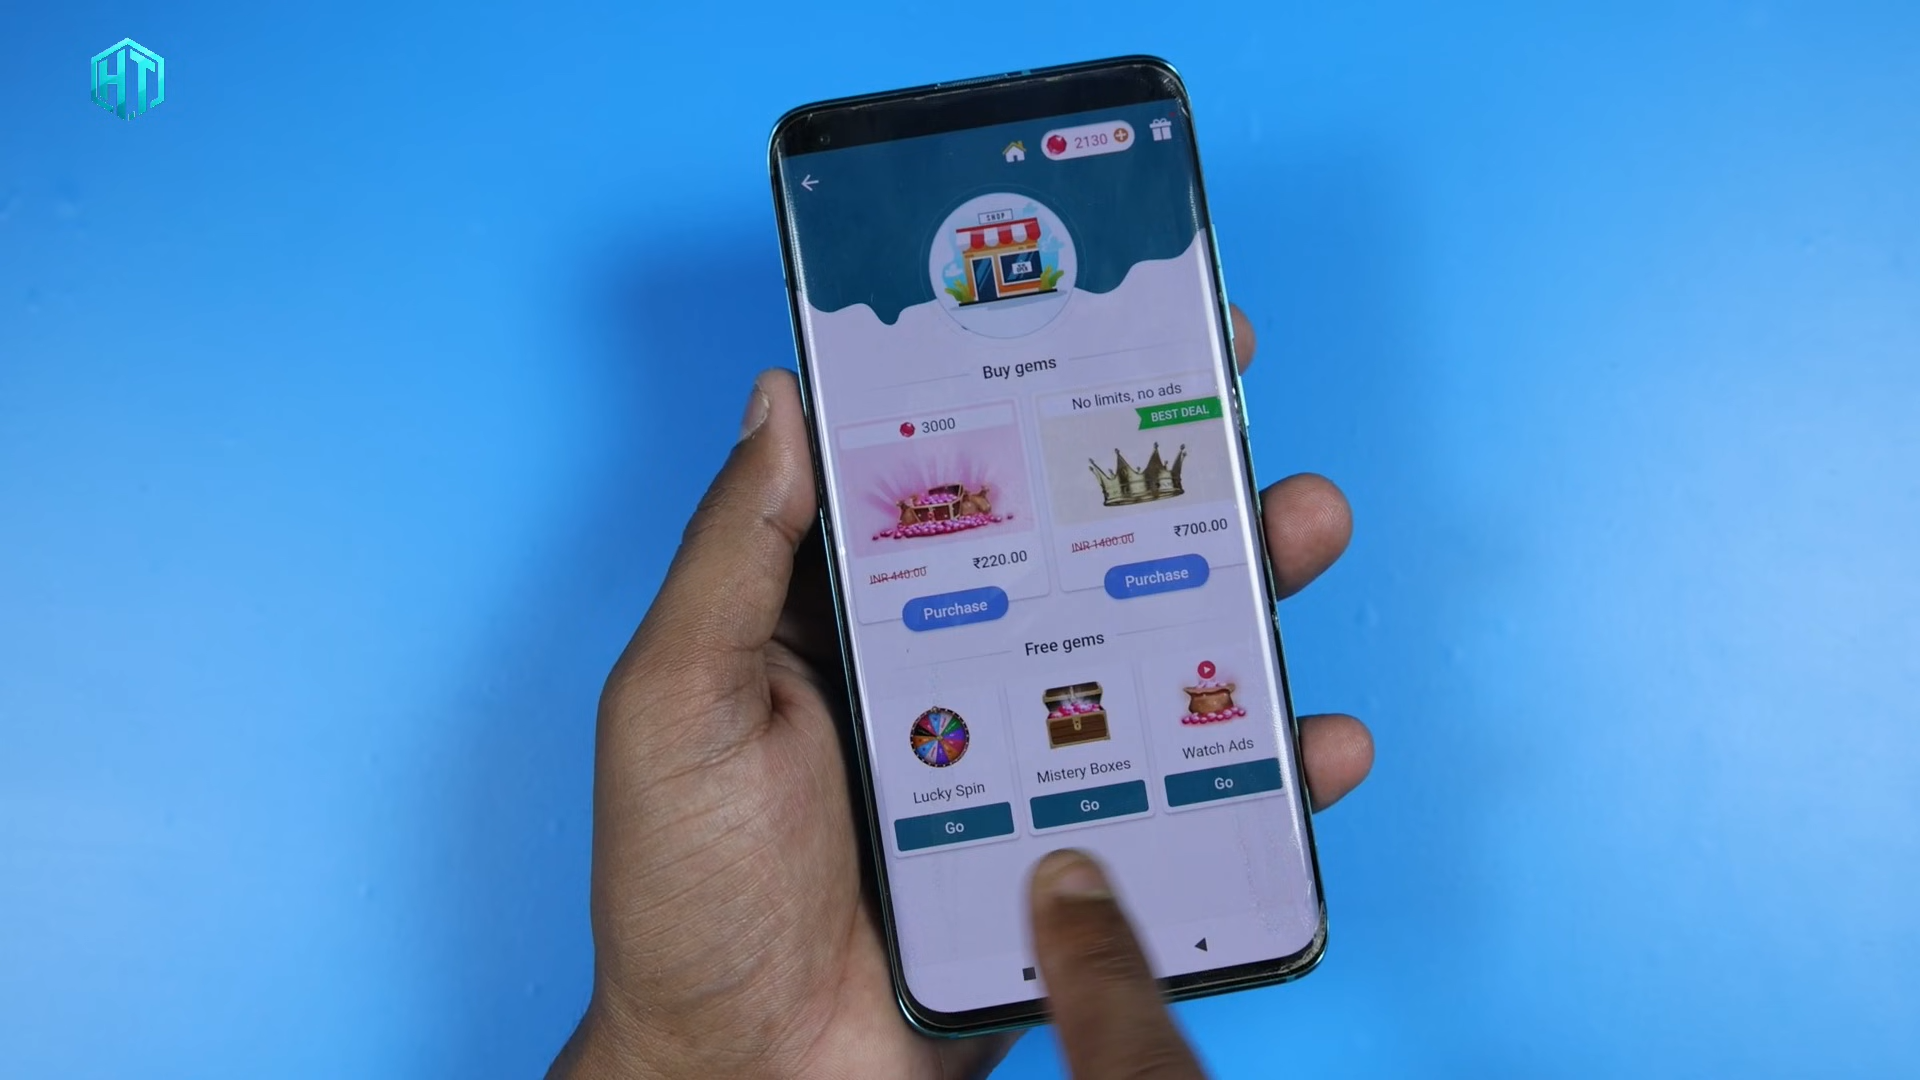 HT
2130
SHOP
Buy gems
3000
No limits, no ads
BEST DEAL
INR 440.00
₹220.00
INR 1400.00
₹700.00
Purchase
Purchase
Free gems
Lucky Spin
Go
Mistery Boxes
Go
Watch Ads
Go